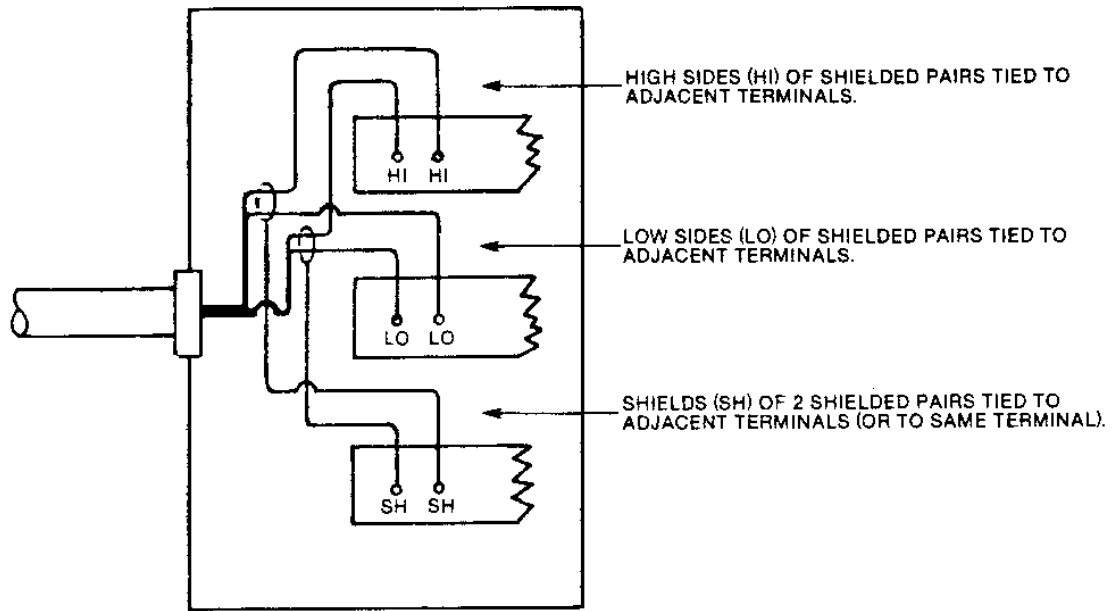 HIGH SIDES (HI) OF SHIELDED PAIRS TIED TO
ADJACENT TERMINALS.
HI HI
LOW SIDES (LO) OF SHIELDED PAIRS TIED TO
ADJACENT TERMINALS.
LO LO
SHIELDS (SH) OF 2 SHIELDED PAIRS TIED TO
ADJACENT TERMINALS (OR TO SAME TERMINAL).
SH SH